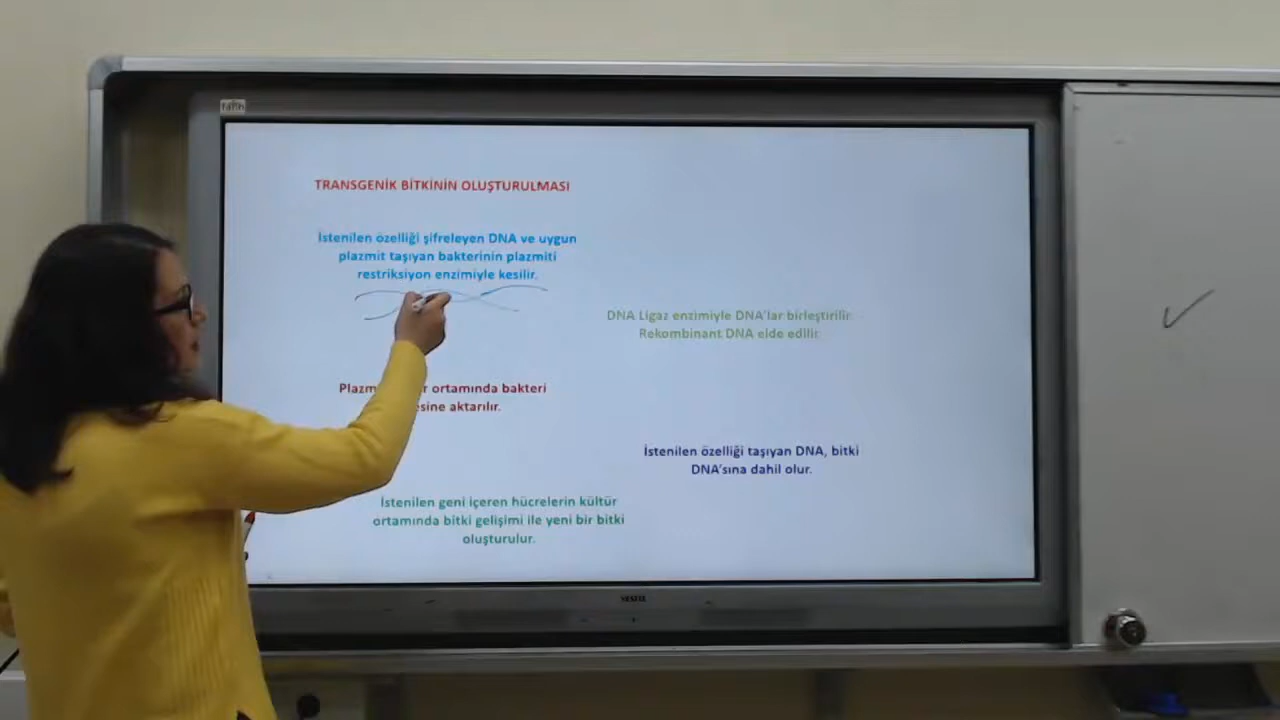 fatih
TRANSGENİK BİTKİNİN OLUŞTURULMASI
İstenilen özelliği şifreleyen DNA ve uygun
plazmit taşıyan bakterinin plazmiti
restriksiyon enzimiyle kesilir.
DNA Ligaz enzimiyle DNA'lar birleştirilir.
Rekombinant DNA elde edilir.
ortamında bakteri
aktarılır.
İstenilen özelliği taşıyan DNA, bitki
DNA'sına dahil olur.
İstenilen geni içeren hücrelerin kültür
ortamında bitki gelişimi ile yeni bir bitki
oluşturulur.
VESTEL